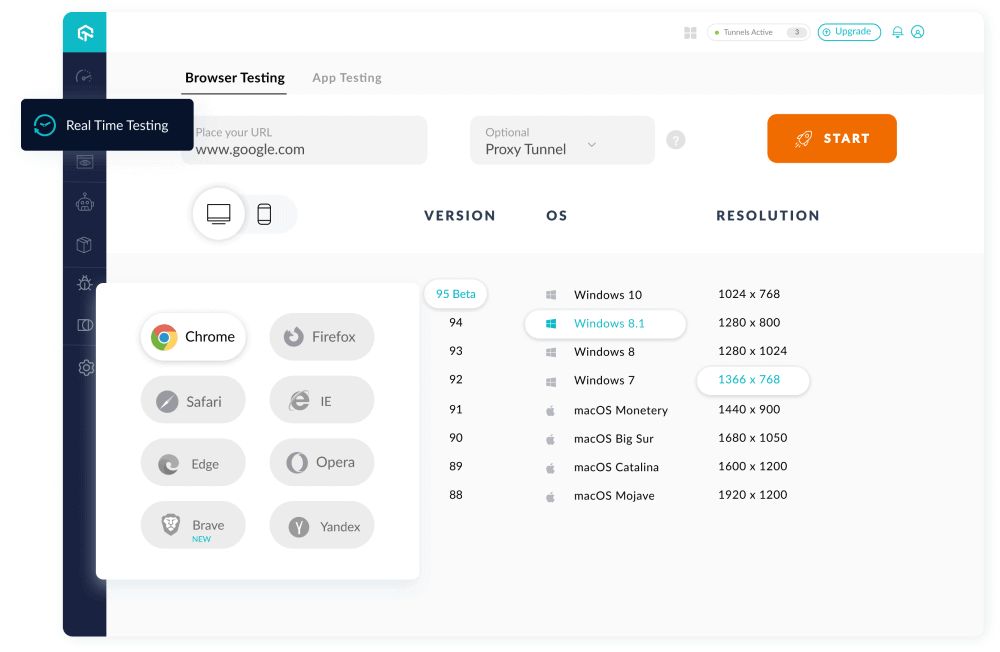 Tunnels Active 3 Upgrade
Browser Testing App Testing
Real Time Testing
Place your URL
www.google.com
Optional
Proxy Tunnel
?
START
VERSION OS RESOLUTION
Chrome Firefox
Safari IE
Edge Opera
Brave Yandex
NEW
95 Beta Windows 10 1024 x 768
94 Windows 8.1 1280 x 800
93 Windows 8 1280 x 1024
92 Windows 7 1366 x 768
91 macOS Monetery 1440 x 900
90 macOS Big Sur 1680 x 1050
89 macOS Catalina 1600 x 1200
88 macOS Mojave 1920 x 1200